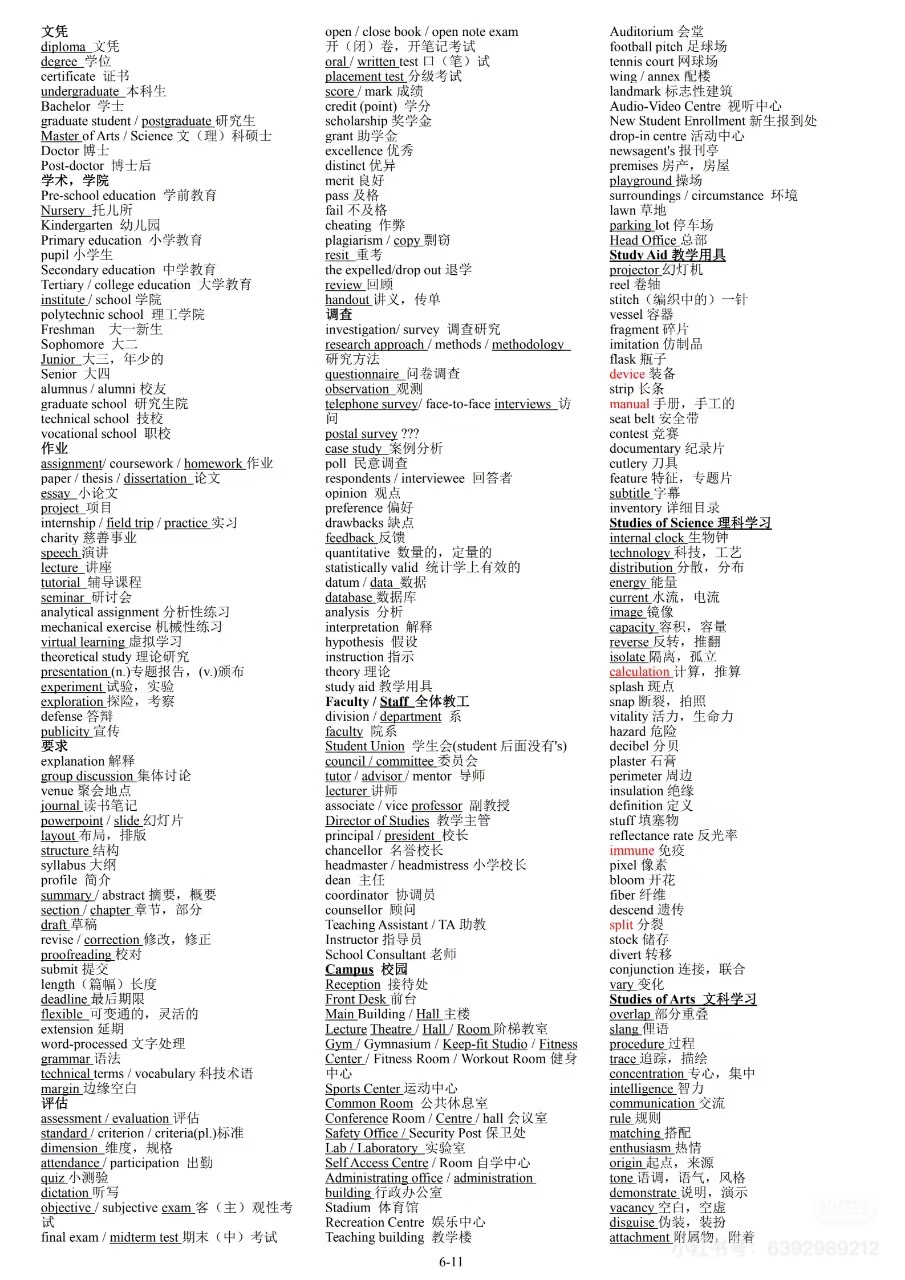 文凭
diploma 文凭
degree 学位
certificate 证书
undergraduate 本科生
Bachelor 学士
graduate student / postgraduate 研究生
Master of Arts / Science 文（理）科硕士
Doctor 博士
Post-doctor 博士后
学术，学院
Pre-school education 学前教育
Nursery 托儿所
Kindergarten 幼儿园
Primary education 小学教育
pupil 小学生
Secondary education 中学教育
Tertiary / college education 大学教育
institute / school 学院
polytechnic school 理工学院
Freshman 大一新生
Sophomore 大二
Junior 大三，年少的
Senior 大四
alumnus / alumni 校友
graduate school 研究生院
technical school 技校
vocational school 职校
作业
assignment/ coursework / homework 作业
paper / thesis / dissertation 论文
essay 小论文
project 项目
internship / field trip / practice 实习
charity 慈善事业
speech 演讲
lecture 讲座
tutorial 辅导课程
seminar 研讨会
analytical assignment 分析性练习
mechanical exercise 机械性练习
virtual learning 虚拟学习
theoretical study 理论研究
presentation (n.)专题报告，(v.)颁布
experiment 试验，实验
exploration 探险，考察
defense 答辩
publicity 宣传
要求
explanation 解释
group discussion 集体讨论
venue 聚会地点
journal 读书笔记
powerpoint / slide 幻灯片
layout 布局，排版
structure 结构
syllabus 大纲
profile 简介
summary / abstract 摘要，概要
section / chapter 章节，部分
draft 草稿
revise / correction 修改，修正
proofreading 校对
submit 提交
length（篇幅）长度
deadline 最后期限
flexible 可变通的，灵活的
extension 延期
word-processed 文字处理
grammar 语法
technical terms / vocabulary 科技术语
margin 边缘空白
评估
assessment / evaluation 评估
standard / criterion / criteria(pl.)标准
dimension 维度，规格
attendance / participation 出勤
quiz 小测验
dictation 听写
objective / subjective exam 客（主）观性考
试
final exam / midterm test 期末（中）考试
open / close book / open note exam
开（闭）卷，开笔记考试
oral / written test 口（笔）试
placement test 分级考试
score / mark 成绩
credit (point) 学分
scholarship 奖学金
grant 助学金
excellence 优秀
distinct 优异
merit 良好
pass 及格
fail 不及格
cheating 作弊
plagiarism / copy 剽窃
resit 重考
the expelled/drop out 退学
review 回顾
handout 讲义，传单
调查
investigation/ survey 调查研究
research approach / methods / methodology
研究方法
questionnaire 问卷调查
observation 观测
telephone survey/ face-to-face interviews 访
问
postal survey ???
case study 案例分析
poll 民意调查
respondents / interviewee 回答者
opinion 观点
preference 偏好
drawbacks 缺点
feedback 反馈
quantitative 数量的，定量的
statistically valid 统计学上有效的
datum / data 数据
database 数据库
analysis 分析
interpretation 解释
hypothesis 假设
instruction 指示
theory 理论
study aid 教学用具
Faculty / Staff 全体教工
division / department 系
faculty 院系
Student Union 学生会(student 后面没有's)
council / committee 委员会
tutor / advisor / mentor 导师
lecturer 讲师
associate / vice professor 副教授
Director of Studies 教学主管
principal / president 校长
chancellor 名誉校长
headmaster / headmistress 小学校长
dean 主任
coordinator 协调员
counsellor 顾问
Teaching Assistant / TA 助教
Instructor 指导员
School Consultant 老师
Campus 校园
Reception 接待处
Front Desk 前台
Main Building / Hall 主楼
Lecture Theatre / Hall / Room 阶梯教室
Gym / Gymnasium / Keep-fit Studio / Fitness
Center / Fitness Room / Workout Room 健身
中心
Sports Center 运动中心
Common Room 公共休息室
Conference Room / Centre / hall 会议室
Safety Office / Security Post 保卫处
Lab / Laboratory 实验室
Self Access Centre / Room 自学中心
Administrating office / administration
building 行政办公室
Stadium 体育馆
Recreation Centre 娱乐中心
Teaching building 教学楼
Auditorium 会堂
football pitch 足球场
tennis court 网球场
wing / annex 配楼
landmark 标志性建筑
Audio-Video Centre 视听中心
New Student Enrollment 新生报到处
drop-in centre 活动中心
newsagent's 报刊亭
premises 房产，房屋
playground 操场
surroundings / circumstance 环境
lawn 草地
parking lot 停车场
Head Office 总部
Study Aid 教学用具
projector 幻灯机
reel 卷轴
stitch（编织中的）一针
vessel 容器
fragment 碎片
imitation 仿制品
flask 瓶子
device 装备
strip 长条
manual 手册，手工的
seat belt 安全带
contest 竞赛
documentary 纪录片
cutlery 刀具
feature 特征，专题片
subtitle 字幕
inventory 详细目录
Studies of Science 理科学习
internal clock 生物钟
technology 科技，工艺
distribution 分散，分布
energy 能量
current 水流，电流
image 镜像
capacity 容积，容量
reverse 反转，推翻
isolate 隔离，孤立
calculation 计算，推算
splash 斑点
snap 断裂，拍照
vitality 活力，生命力
hazard 危险
decibel 分贝
plaster 石膏
perimeter 周边
insulation 绝缘
definition 定义
stuff 填塞物
reflectance rate 反光率
immune 免疫
pixel 像素
bloom 开花
fiber 纤维
descend 遗传
split 分裂
stock 储存
divert 转移
conjunction 连接，联合
vary 变化
Studies of Arts 文科学习
overlap 部分重叠
slang 俚语
procedure 过程
trace 追踪，描绘
concentration 专心，集中
intelligence 智力
communication 交流
rule 规则
matching 搭配
enthusiasm 热情
origin 起点，来源
tone 语调，语气，风格
demonstrate 说明，演示
vacancy 空白，空虚
disguise 伪装，装扮
attachment 附属物，附着
小红书号：6392989212
6-11